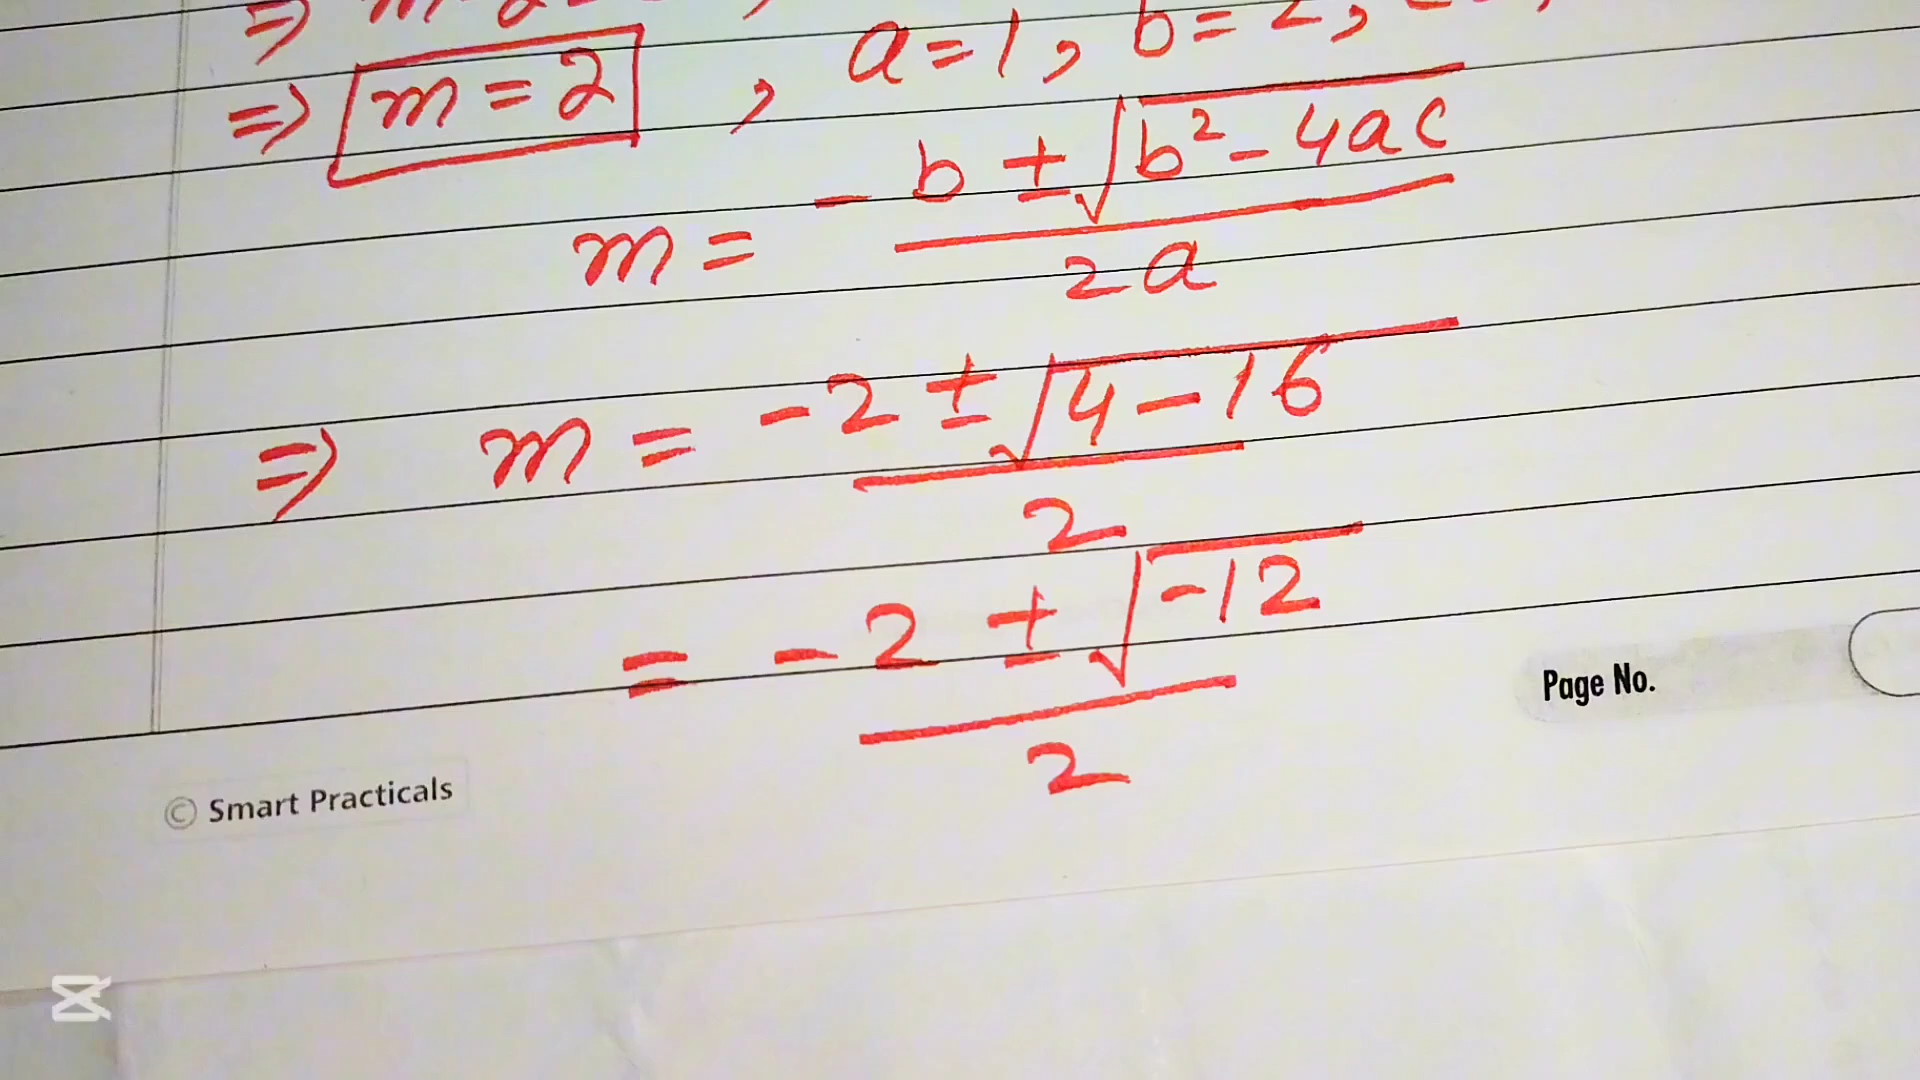 ⇒ m = 2 , a = 1 , b = 2 ,
m = - b ± √b² - 4ac / 2a
⇒ m = -2 ± √4 - 16 / 2
= -2 ± √-12 / 2
Page No.
© Smart Practicals